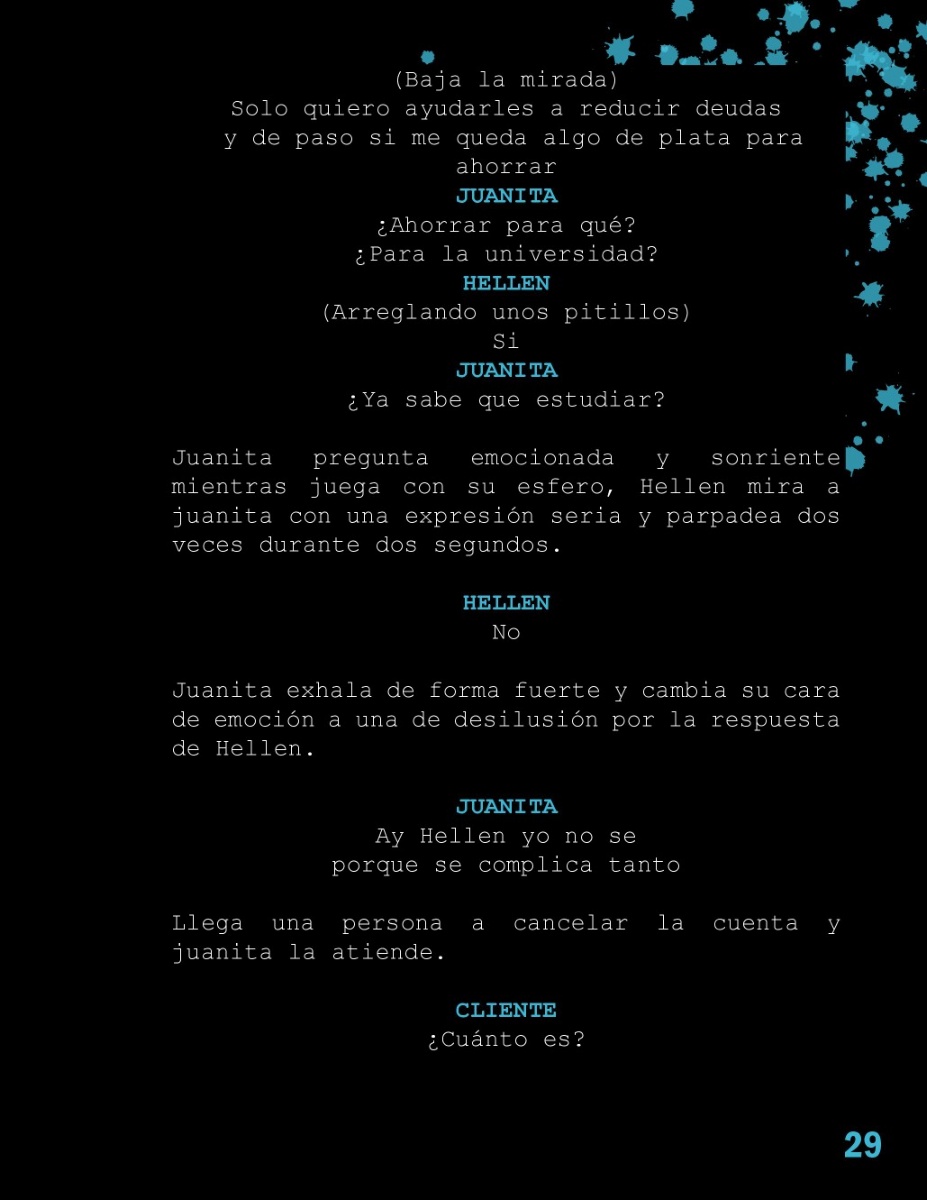 (Baja la mirada)
Solo quiero ayudarles a reducir deudas
y de paso si me queda algo de plata para
ahorrar
JUANITA
¿Ahorrar para qué?
¿Para la universidad?
HELLEN
(Arreglando unos pitillos)
Si
JUANITA
¿Ya sabe que estudiar?
Juanita pregunta emocionada y sonriente
mientras juega con su esfero, Hellen mira a
juanita con una expresión seria y parpadea dos
veces durante dos segundos.
HELLEN
No
Juanita exhala de forma fuerte y cambia su cara
de emoción a una de desilusión por la respuesta
de Hellen.
JUANITA
Ay Hellen yo no se
porque se complica tanto
Llega una persona a cancelar la cuenta y
juanita la atiende.
CLIENTE
¿Cuánto es?
29